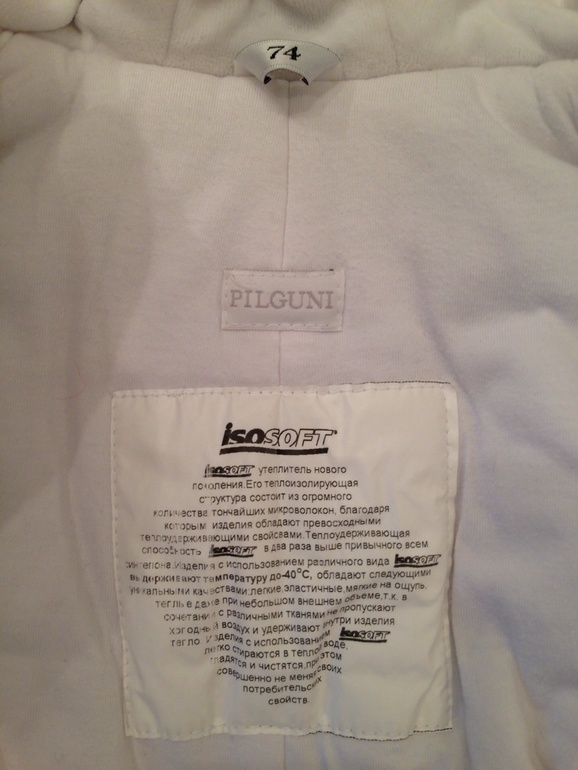 74
PILGUNI
isoSOFT
isoSOFT утеплитель нового
поколения.Его теплоизолирующая
структура состоит из огромного
количества тончайших микроволокон, благодаря
которым изделия обладают превосходными
теплоудерживающими свойсвами.Теплоудерживающая
способность isoSOFT в два раза выше привычного всем
синтепона.Изделия с использованием различного вида isoSOFT
выдерживают температуру до-40°С, обладают следующими
уникальными качествами:легкие,эластичные,мягкие на ощупь,
теплые даже при небольшом внешнем объеме,т.к. в
сочетании с различными тканями не пропускают
холодный воздух и удерживают внутри изделия
тепло. Изделия с использованием isoSOFT
легко стираются в теплой воде,
гладятся и чистятся,при этом
совершенно не меняя своих
потребительских
свойств.